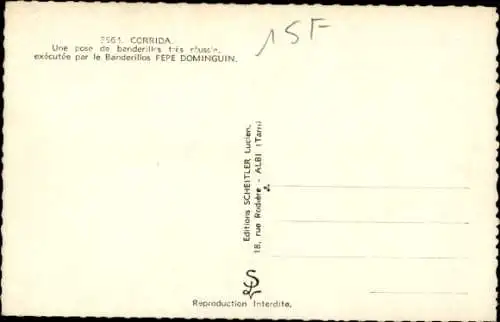 2561. CORRIDA.
Une pose de banderilles très réussie,
exécutée par le Banderillos PEPE DOMINGUIN.
15F
Editions SCHEITLER Lucien.
18, rue Rodière - ALBI (Tarn)
Reproduction Interdite.